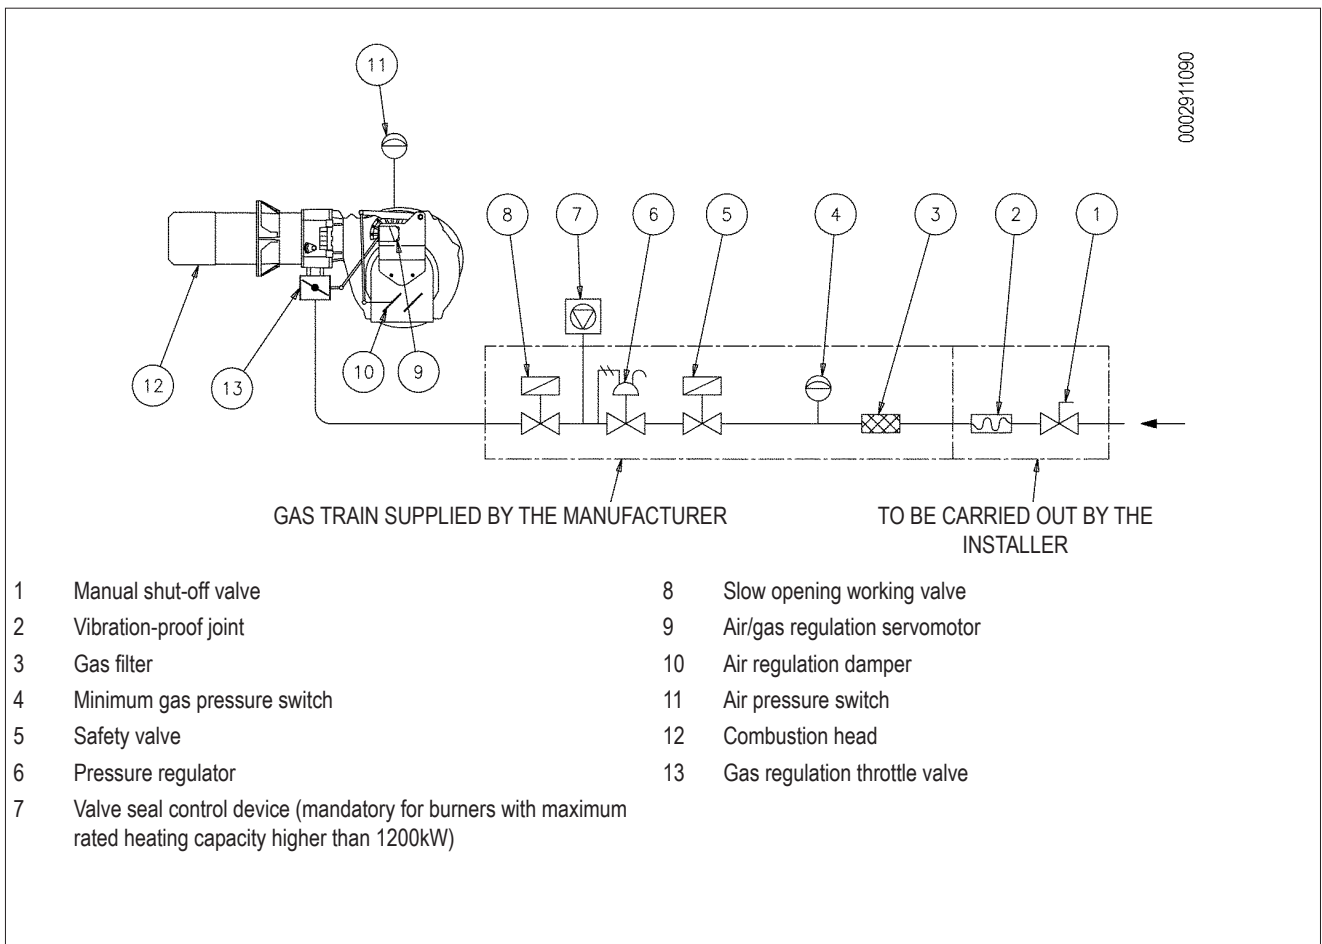 0002911090
11
8
7
6
5
4
3
2
1
12
13
10
9
GAS TRAIN SUPPLIED BY THE MANUFACTURER
TO BE CARRIED OUT BY THE
INSTALLER
1 Manual shut-off valve
2 Vibration-proof joint
3 Gas filter
4 Minimum gas pressure switch
5 Safety valve
6 Pressure regulator
7 Valve seal control device (mandatory for burners with maximum
rated heating capacity higher than 1200kW)
8 Slow opening working valve
9 Air/gas regulation servomotor
10 Air regulation damper
11 Air pressure switch
12 Combustion head
13 Gas regulation throttle valve